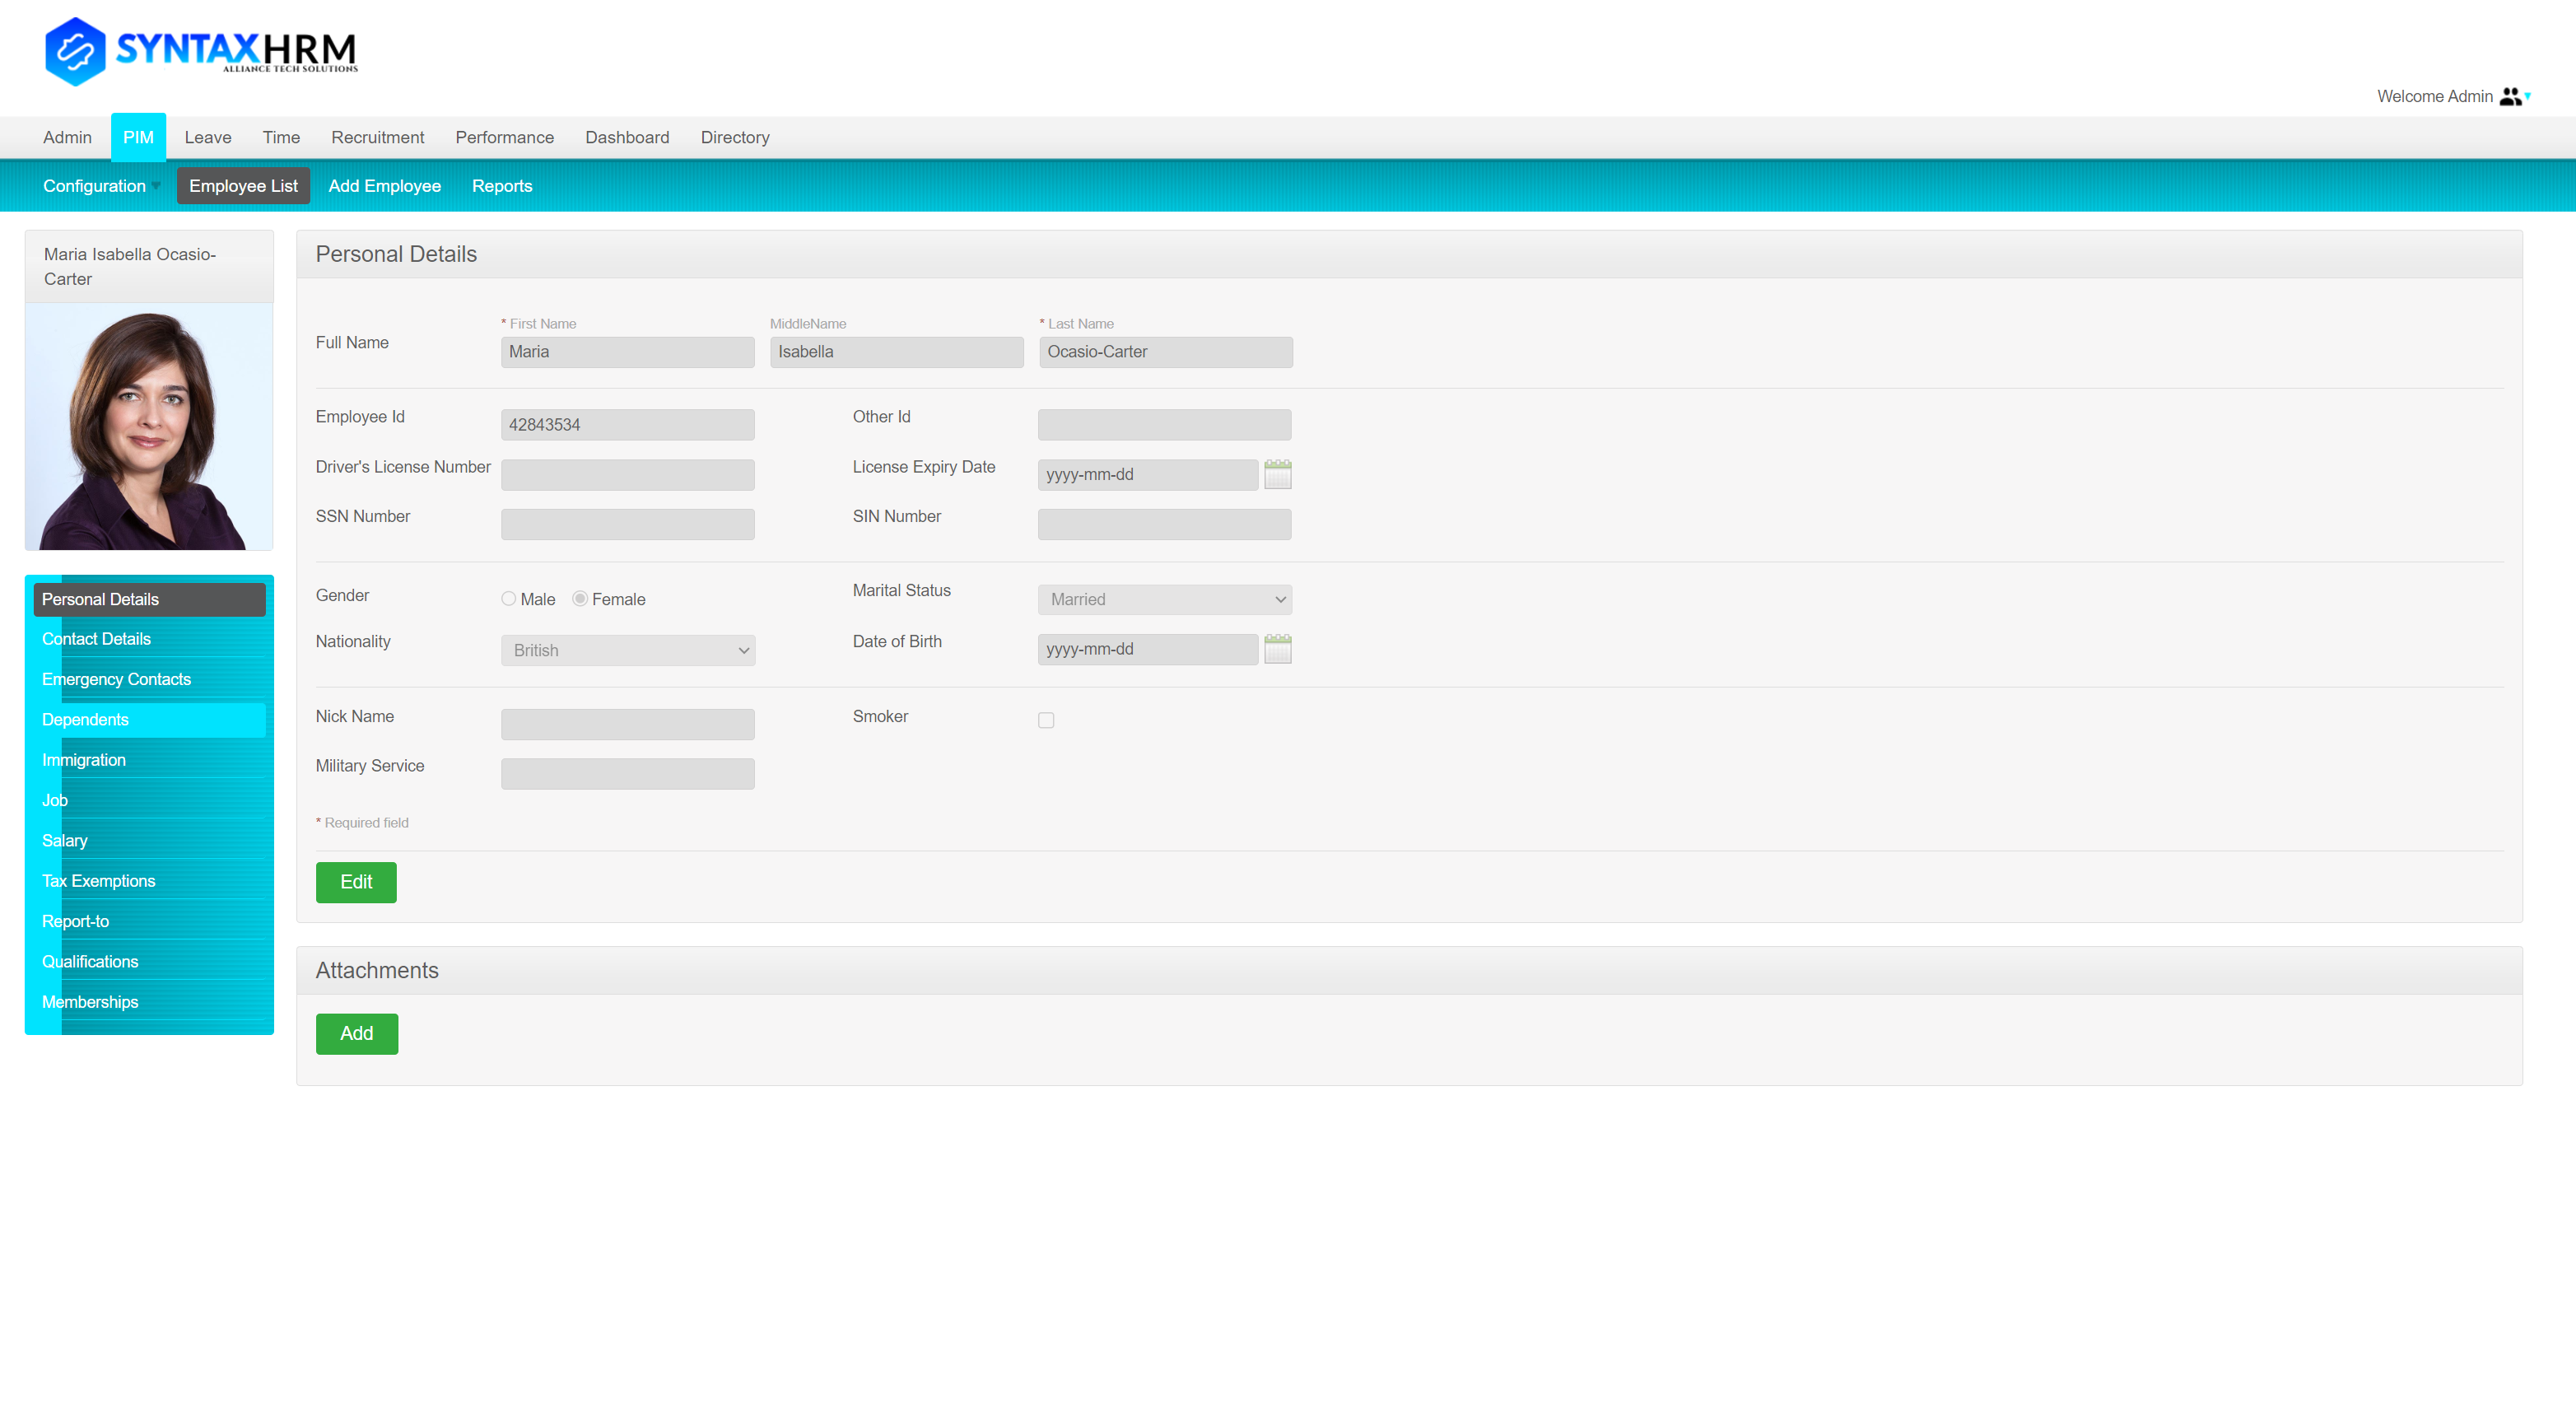 SYNTAXHRM
ALLIANCE TECH SOLUTIONS
Welcome Admin
Admin PIM Leave Time Recruitment Performance Dashboard Directory
Configuration Employee List Add Employee Reports
Maria Isabella Ocasio-
Carter
Personal Details
Contact Details
Emergency Contacts
Dependents
Immigration
Job
Salary
Tax Exemptions
Report-to
Qualifications
Memberships
Personal Details
* First Name MiddleName * Last Name
Full Name Maria Isabella Ocasio-Carter
Employee Id 42843534 Other Id
Driver's License Number License Expiry Date yyyy-mm-dd
SSN Number SIN Number
Gender Male Female Marital Status Married
Nationality British Date of Birth yyyy-mm-dd
Nick Name Smoker
Military Service
* Required field
Edit
Attachments
Add